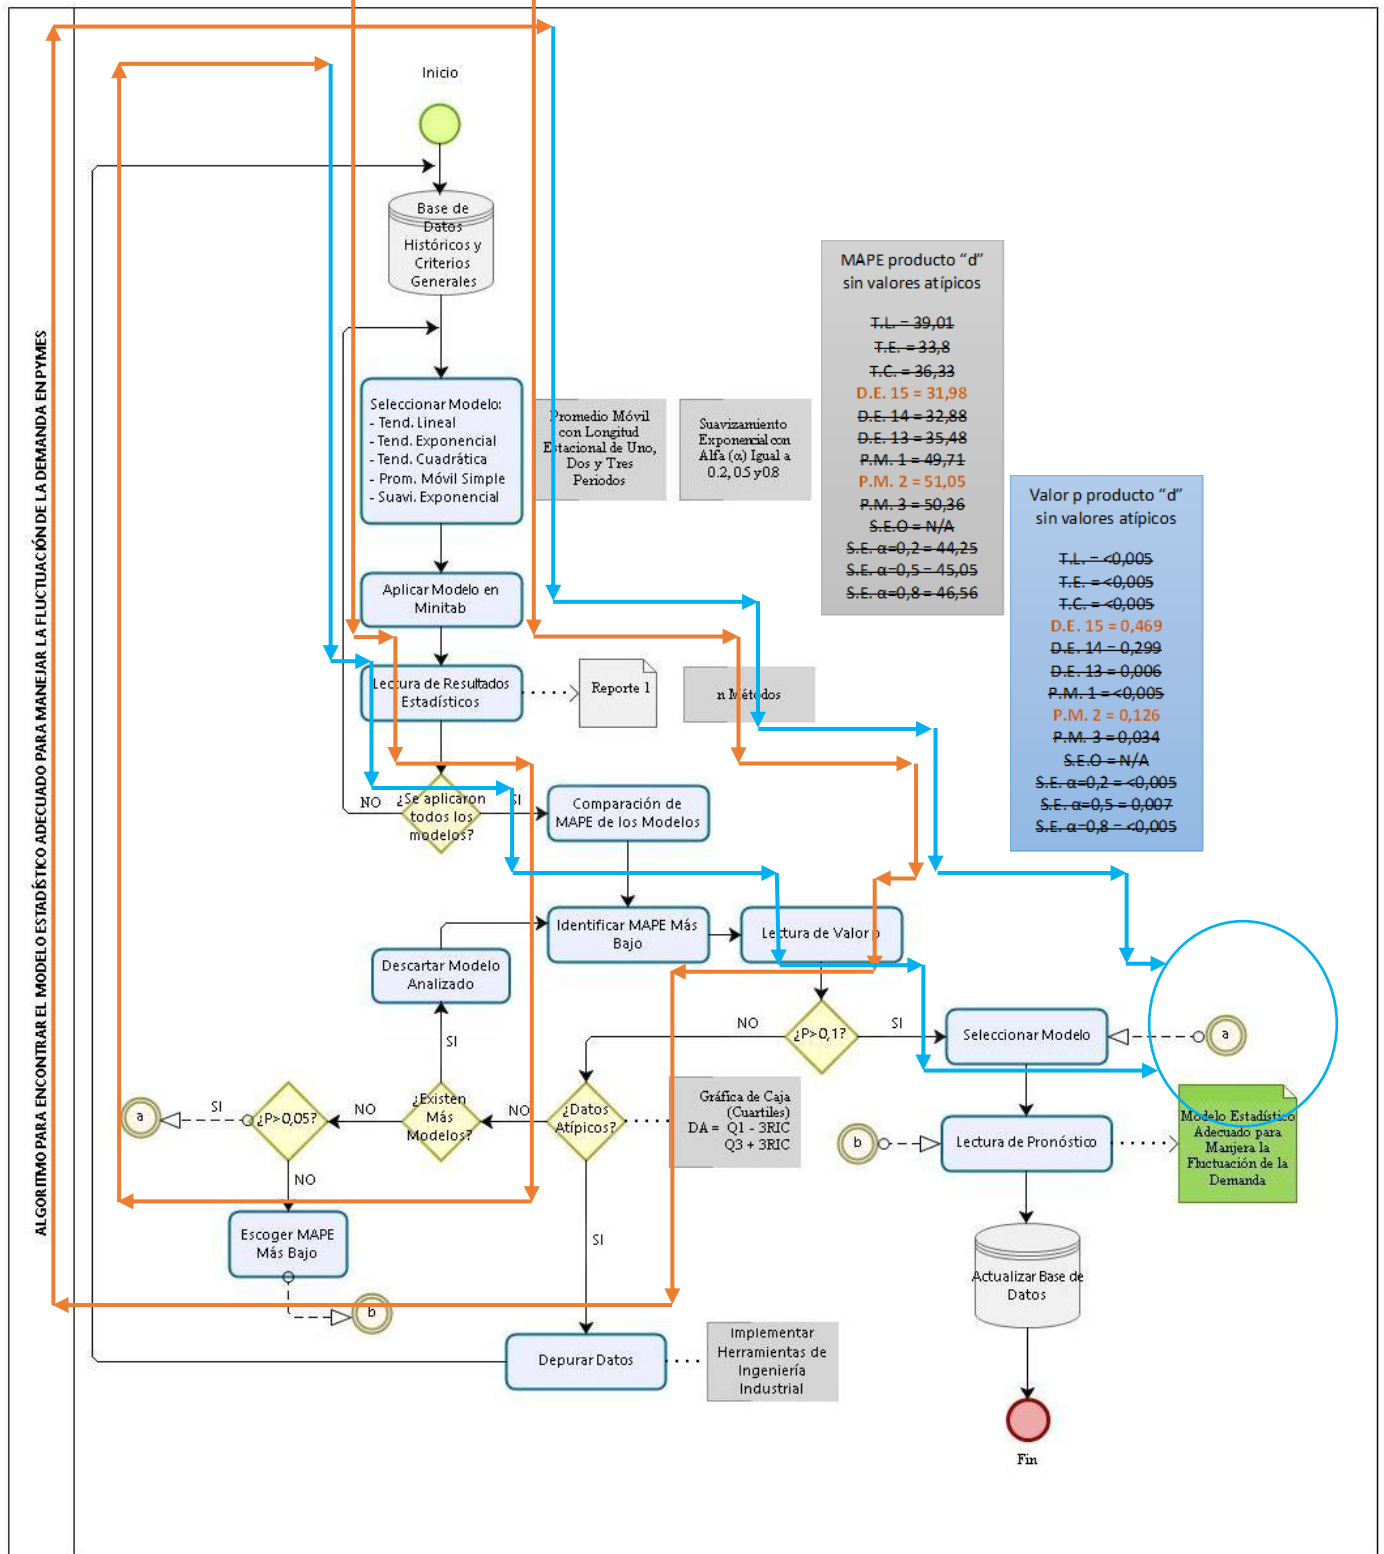 ALGORITMO PARA ENCONTRAR EL MODELO ESTADÍSTICO ADECUADO PARA MANEJAR LA FLUCTUACIÓN DE LA DEMANDA EN PYMES
Inicio
Base de
Datos
Históricos y
Criterios
Generales
Seleccionar Modelo:
- Tend. Lineal
- Tend. Exponencial
- Tend. Cuadrática
- Prom. Móvil Simple
- Suavi. Exponencial
Promedio Móvil
con Longitud
Estacional de Uno,
Dos y Tres
Periodos
Suavizamiento
Exponencial con
Alfa (α) Igual a
0.2, 0.5 y 0.8
MAPE producto “d”
sin valores atípicos
T.L. = 39,01
T.E. = 33,8
T.C. = 36,33
D.E. 15 = 31,98
D.E. 14 = 32,88
D.E. 13 = 35,48
P.M. 1 = 49,71
P.M. 2 = 51,05
P.M. 3 = 50,36
S.E.O = N/A
S.E. α=0,2 = 44,25
S.E. α=0,5 = 45,05
S.E. α=0,8 = 46,56
Valor p producto “d”
sin valores atípicos
T.L. = <0,005
T.E. = <0,005
T.C. = <0,005
D.E. 15 = 0,469
D.E. 14 = 0,299
D.E. 13 = 0,006
P.M. 1 = <0,005
P.M. 2 = 0,126
P.M. 3 = 0,034
S.E.O = N/A
S.E. α=0,2 = <0,005
S.E. α=0,5 = 0,007
S.E. α=0,8 = <0,005
Aplicar Modelo en
Minitab
Lectura de Resultados
Estadísticos
Reporte 1
n Métodos
¿Se aplicaron
todos los
modelos?
NO
SI
Comparación de
MAPE de los Modelos
Identificar MAPE Más
Bajo
Lectura de Valor p
Descartar Modelo
Analizado
¿P>0,1?
NO
SI
Seleccionar Modelo
a
SI
¿Existen
Más
Modelos?
NO
¿Datos
Atípicos?
NO
Gráfica de Caja
(Cuartiles)
DA = Q1 - 3RIC
Q3 + 3RIC
¿P>0,05?
SI
a
NO
b
Lectura de Pronóstico
Modelo Estadístico
Adecuado para
Manjera la
Fluctuación de la
Demanda
Escoger MAPE
Más Bajo
b
SI
Actualizar Base de
Datos
Depurar Datos
Implementar
Herramientas de
Ingeniería
Industrial
Fin